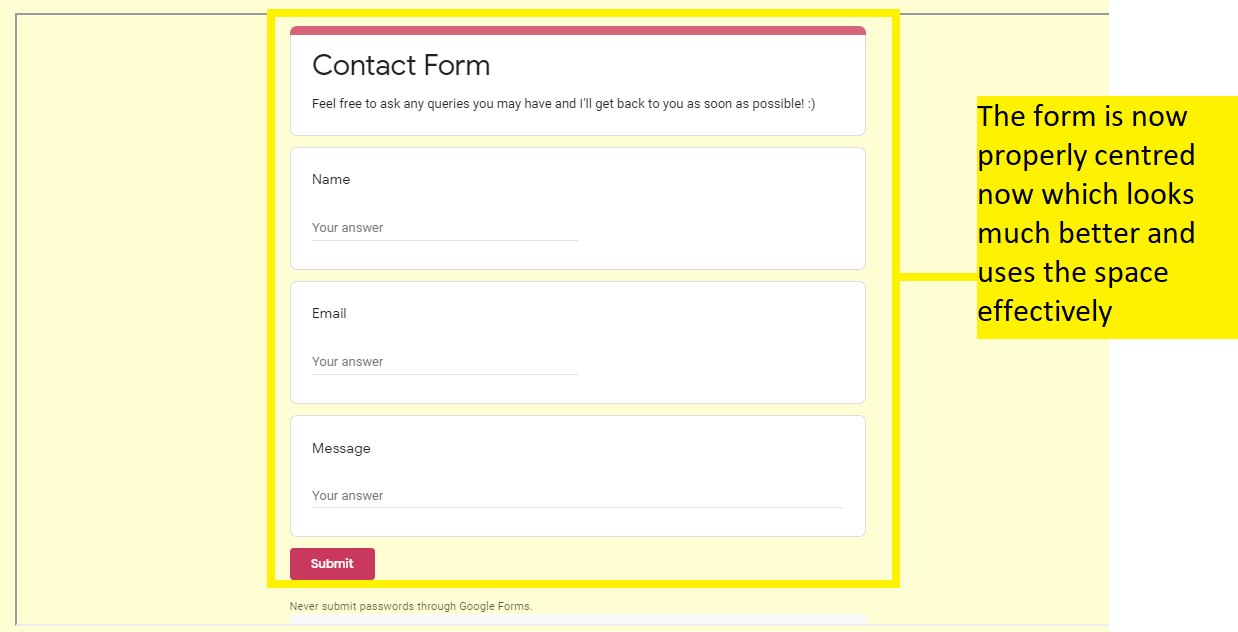 Contact Form
Feel free to ask any queries you may have and I'll get back to you as soon as possible! :)
Name
Your answer
Email
Your answer
Message
Your answer
Submit
Never submit passwords through Google Forms.
The form is now
properly centred
now which looks
much better and
uses the space
effectively